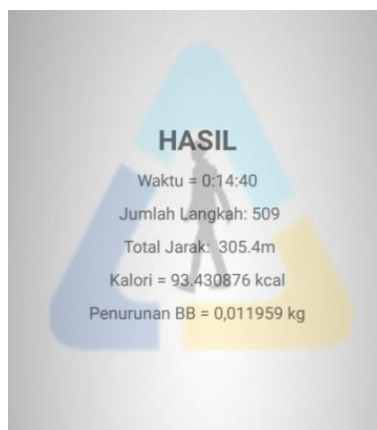 HASIL
Waktu = 0:14:40
Jumlah Langkah: 509
Total Jarak: 305.4m
Kalori = 93.430876 kcal
Penurunan BB = 0,011959 kg